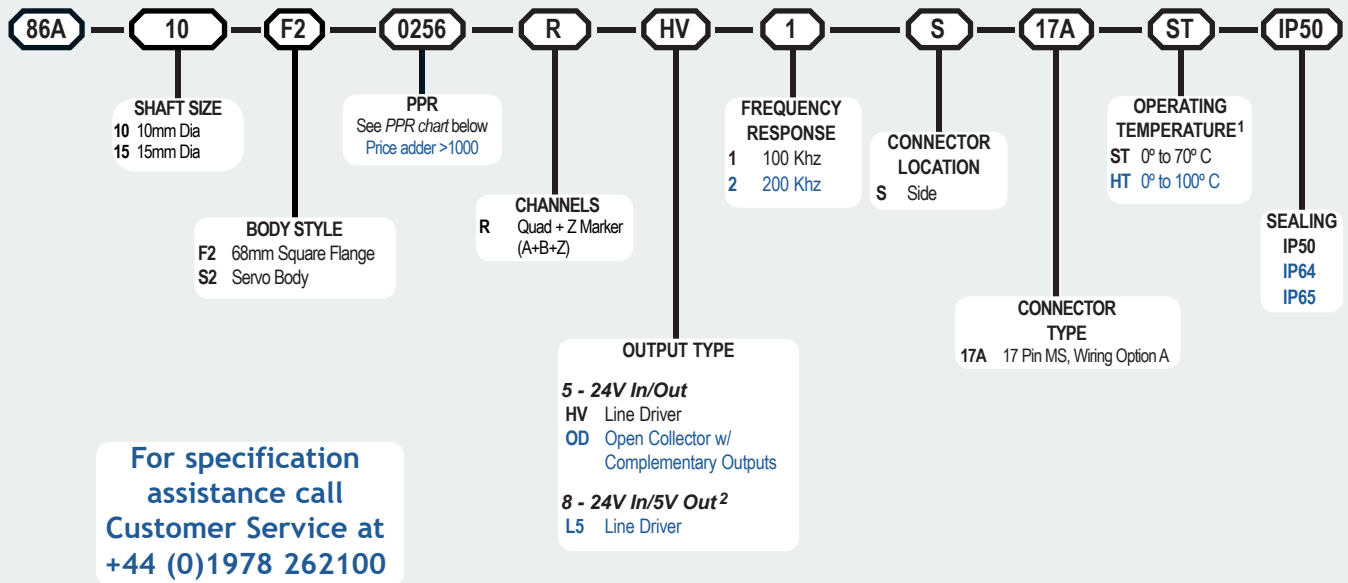 86A 10 F2 0256 R HV 1 S 17A ST IP50
SHAFT SIZE
10 10mm Dia
15 15mm Dia
PPR
See PPR chart below
Price adder >1000
FREQUENCY
RESPONSE
1 100 Khz
2 200 Khz
CONNECTOR
LOCATION
S Side
OPERATING
TEMPERATURE1
ST 0º to 70º C
HT 0º to 100º C
BODY STYLE
F2 68mm Square Flange
S2 Servo Body
CHANNELS
R Quad + Z Marker
(A+B+Z)
SEALING
IP50
IP64
IP65
CONNECTOR
TYPE
17A 17 Pin MS, Wiring Option A
OUTPUT TYPE
5 - 24V In/Out
HV Line Driver
OD Open Collector w/
Complementary Outputs
8 - 24V In/5V Out2
L5 Line Driver
For specification
assistance call
Customer Service at
+44 (0)1978 262100